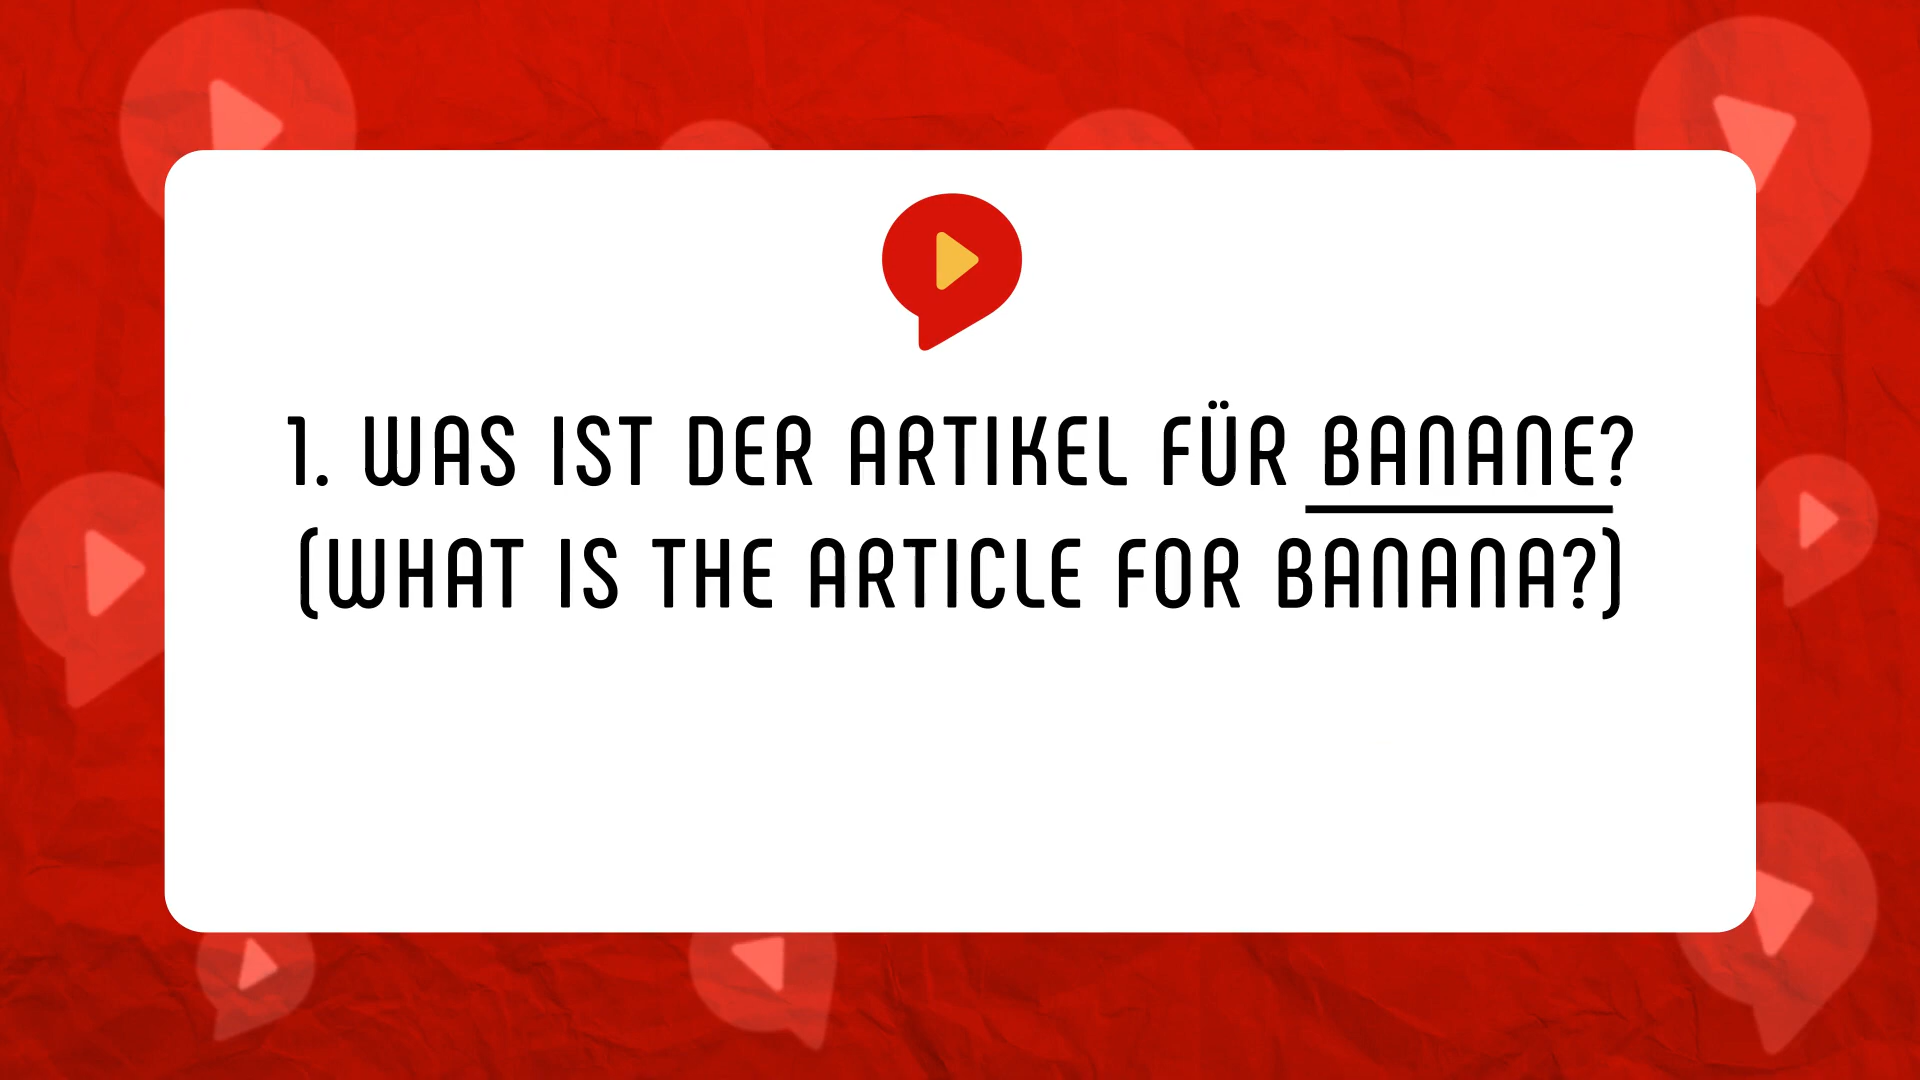 1. WAS IST DER ARTIKEL FÜR BANANE?
(WHAT IS THE ARTICLE FOR BANANA?)